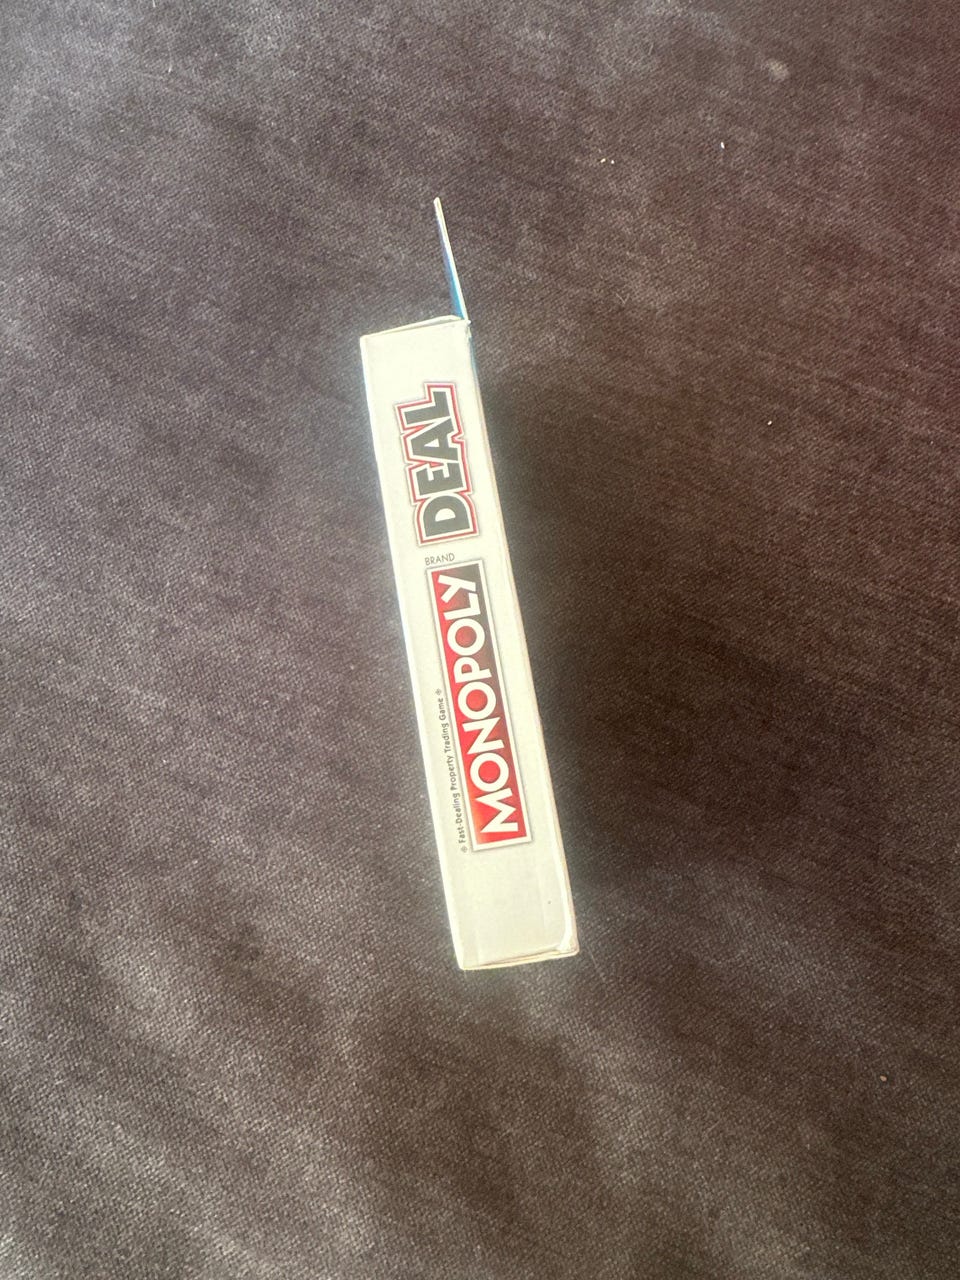 Fast-Dealing Property Trading Game
MONOPOLY BRAND DEAL